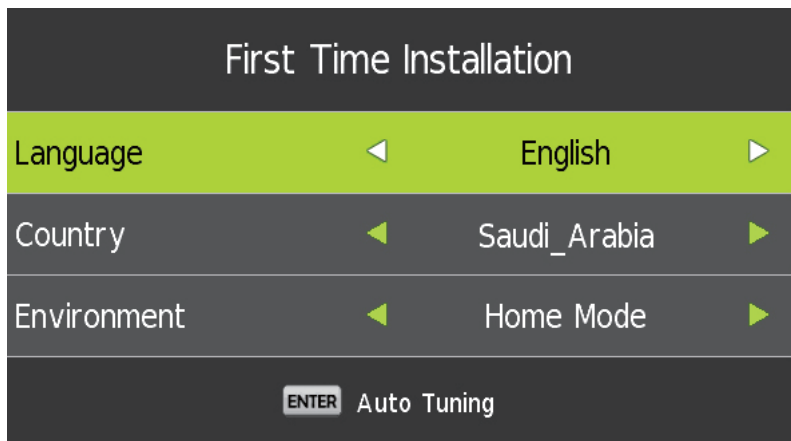 First Time Installation
Language English
Country Saudi_Arabia
Environment Home Mode
ENTER Auto Tuning